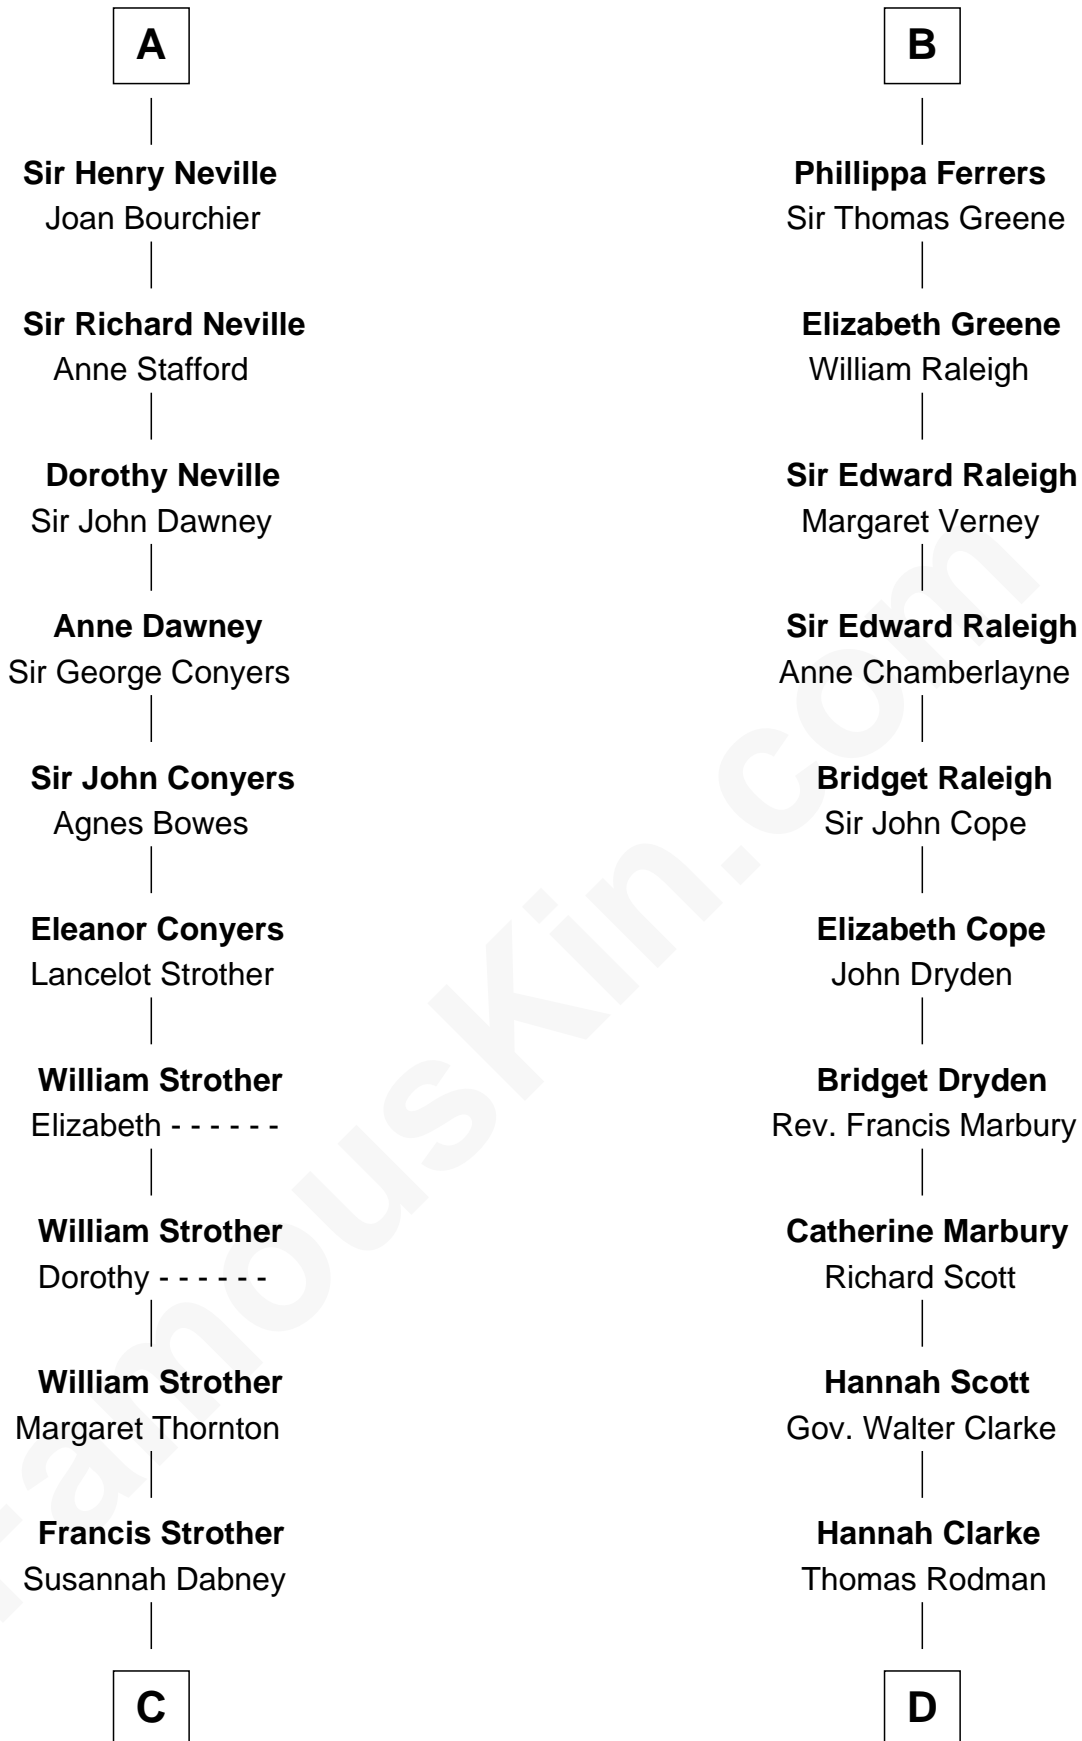 A
Sir Henry Neville
Joan Bourchier
Sir Richard Neville
Anne Stafford
Dorothy Neville
Sir John Dawney
Anne Dawney
Sir George Conyers
Sir John Conyers
Agnes Bowes
Eleanor Conyers
Lancelot Strother
William Strother
Elizabeth - - - - - -
William Strother
Dorothy - - - - - -
William Strother
Margaret Thornton
Francis Strother
Susannah Dabney
C
B
Phillippa Ferrers
Sir Thomas Greene
Elizabeth Greene
William Raleigh
Sir Edward Raleigh
Margaret Verney
Sir Edward Raleigh
Anne Chamberlayne
Bridget Raleigh
Sir John Cope
Elizabeth Cope
John Dryden
Bridget Dryden
Rev. Francis Marbury
Catherine Marbury
Richard Scott
Hannah Scott
Gov. Walter Clarke
Hannah Clarke
Thomas Rodman
D
FamousKin.com